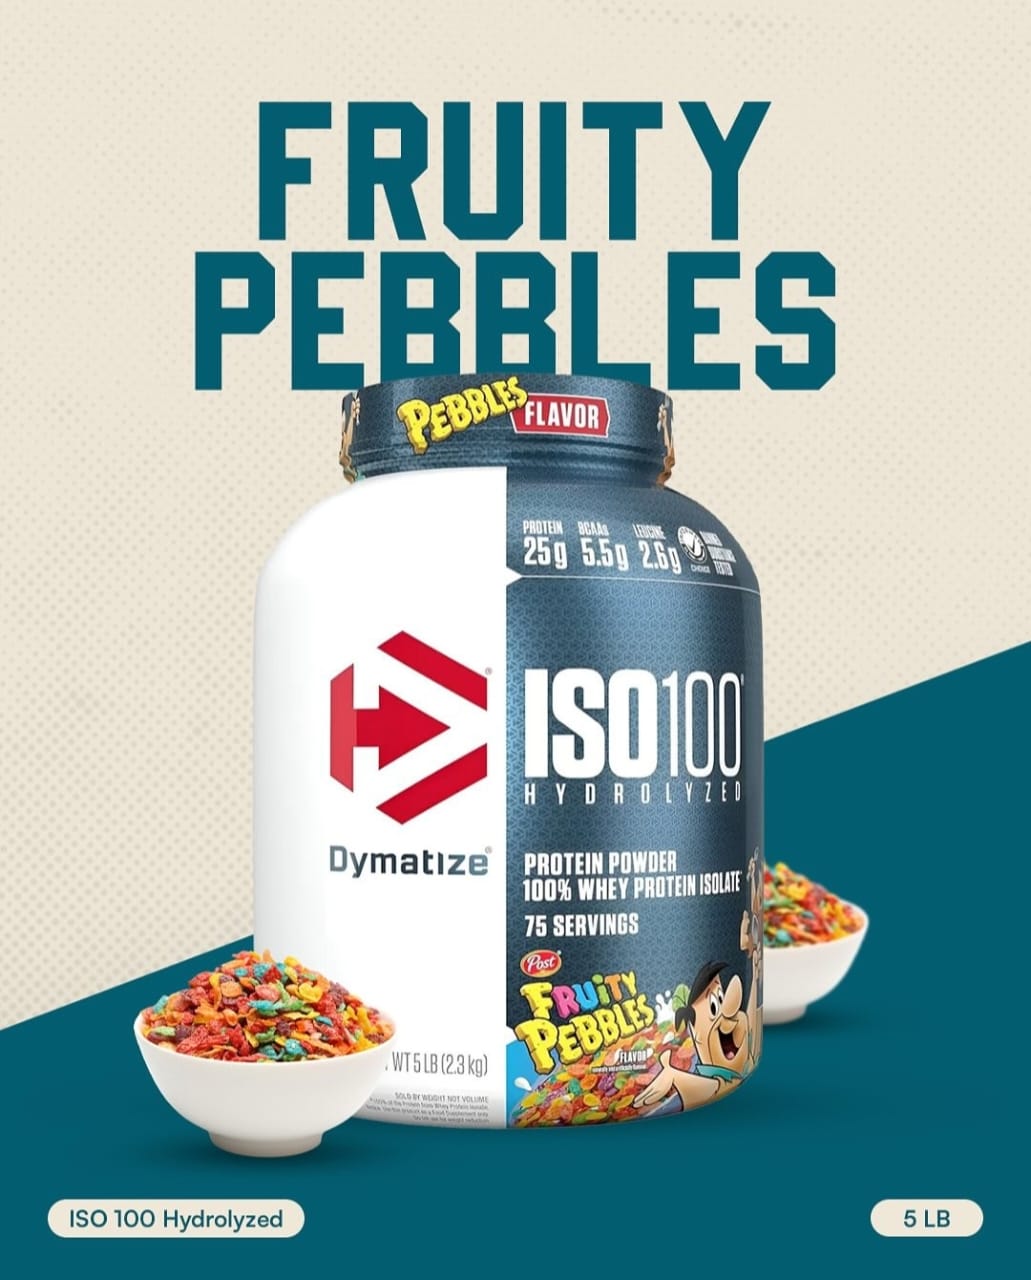 FRUITY
PEBBLES
PEBBLES FLAVOR
PROTEIN BCAAs LEUCINE
25g 5.5g 2.6g
CHOICE
TESTED
ISO100
HYDROLYZED
Dymatize®
PROTEIN POWDER
100% WHEY PROTEIN ISOLATE
75 SERVINGS
Post
FRUITY
PEBBLES
FLAVOR
WT 5 LB (2.3 kg)
SOLD BY WEIGHT NOT VOLUME
ISO 100 Hydrolyzed
5 LB